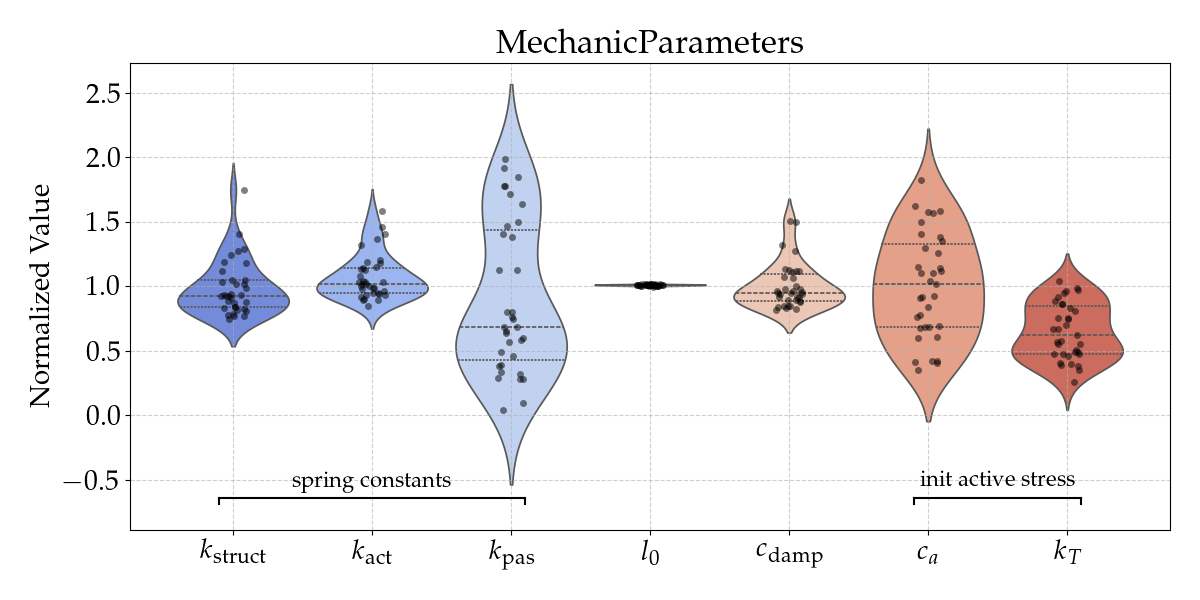 MechanicParameters
Normalized Value
2.5
2.0
1.5
1.0
0.5
0.0
−0.5
spring constants
init active stress
k_struct k_act k_pas l_0 c_damp c_a k_T